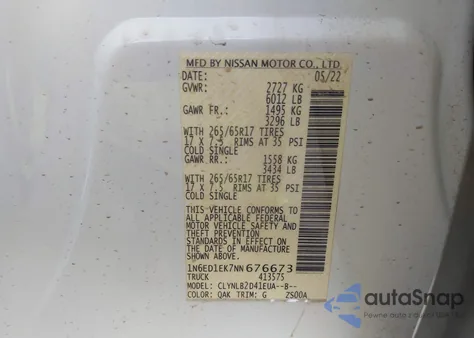 MFD BY NISSAN MOTOR CO., LTD.
DATE: 05/22
GVWR: 2727 KG
6012 LB
GAWR FR.: 1495 KG
3296 LB
WITH 265/65R17 TIRES
17 X 7.5 RIMS AT 35 PSI
COLD SINGLE
GAWR. RR.: 1558 KG
3434 LB
WITH 265/65R17 TIRES
17 X 7.5 RIMS AT 35 PSI
COLD SINGLE
THIS VEHICLE CONFORMS TO
ALL APPLICABLE FEDERAL
MOTOR VEHICLE SAFETY AND
THEFT PREVENTION
STANDARDS IN EFFECT ON
THE DATE OF MANUFACTURE
SHOWN ABOVE.
1N6ED1EK7NN676673
TRUCK 413575
MODEL: CLYNLB2D41EUA--B--
COLOR: QAK TRIM: G ZS00A
autoSnap